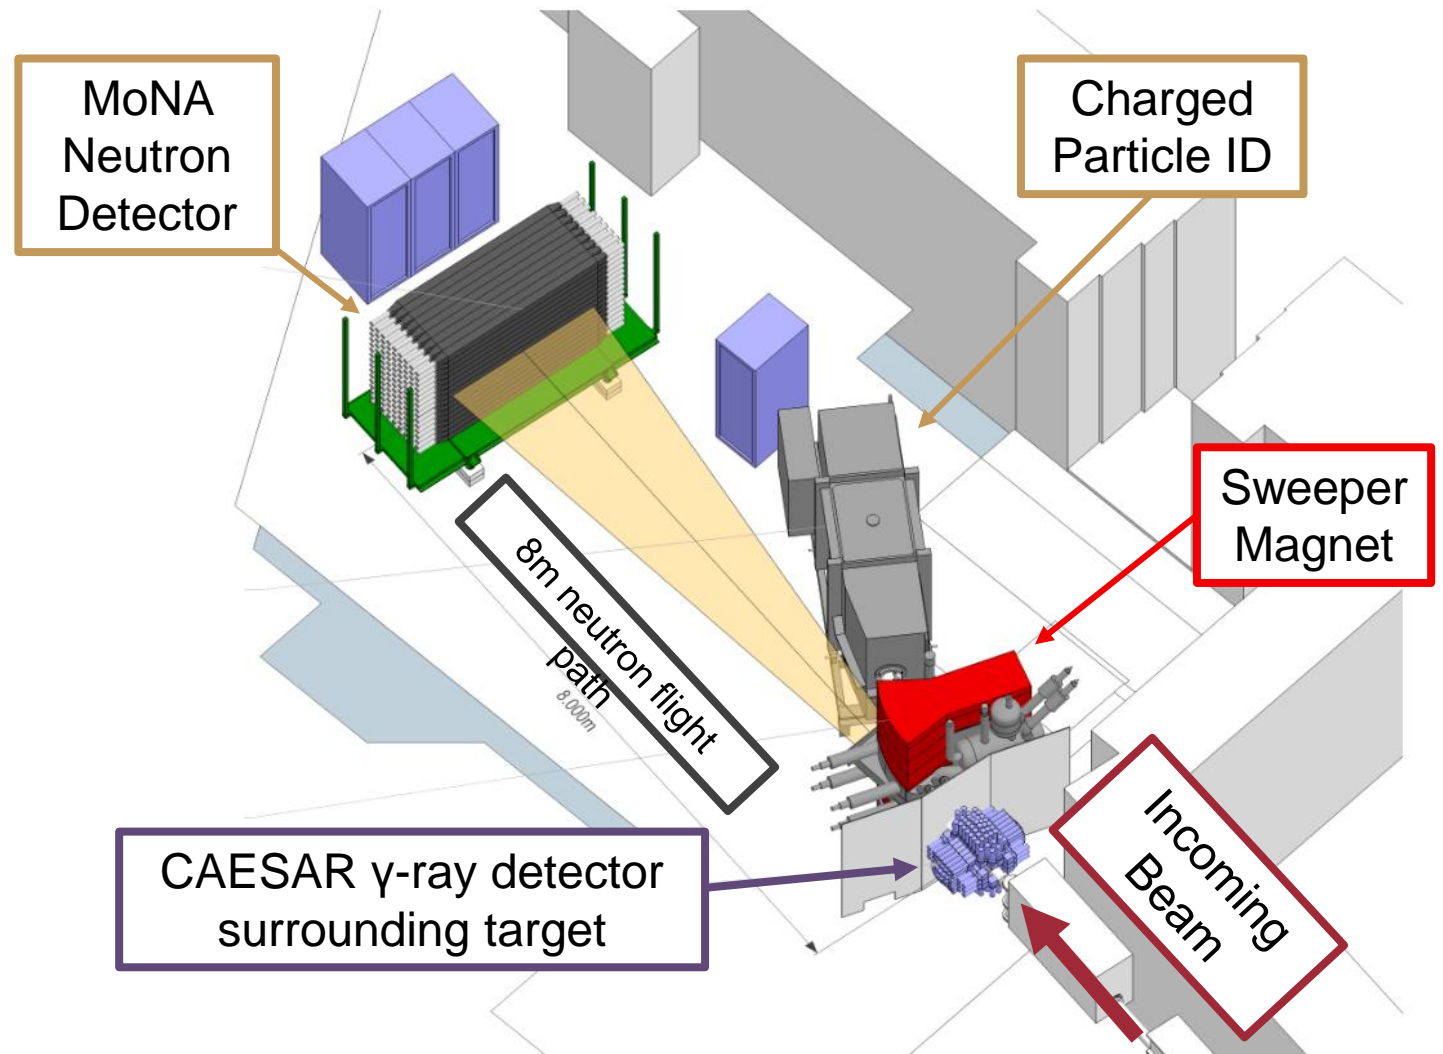 MoNA
Neutron
Detector
Charged
Particle ID
Sweeper
Magnet
8m neutron flight
path
8.000m
CAESAR γ-ray detector
surrounding target
Incoming
Beam